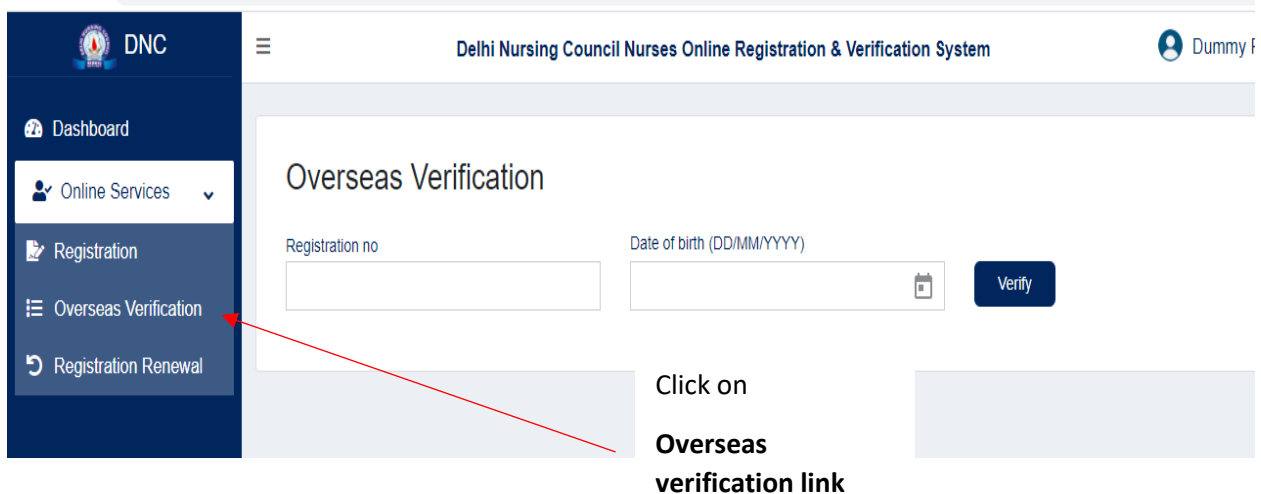 DNC
Delhi Nursing Council Nurses Online Registration & Verification System
Dummy
Dashboard
Online Services
Registration
Overseas Verification
Registration Renewal
Overseas Verification
Registration no
Date of birth (DD/MM/YYYY)
Verify
Click on
Overseas
verification link